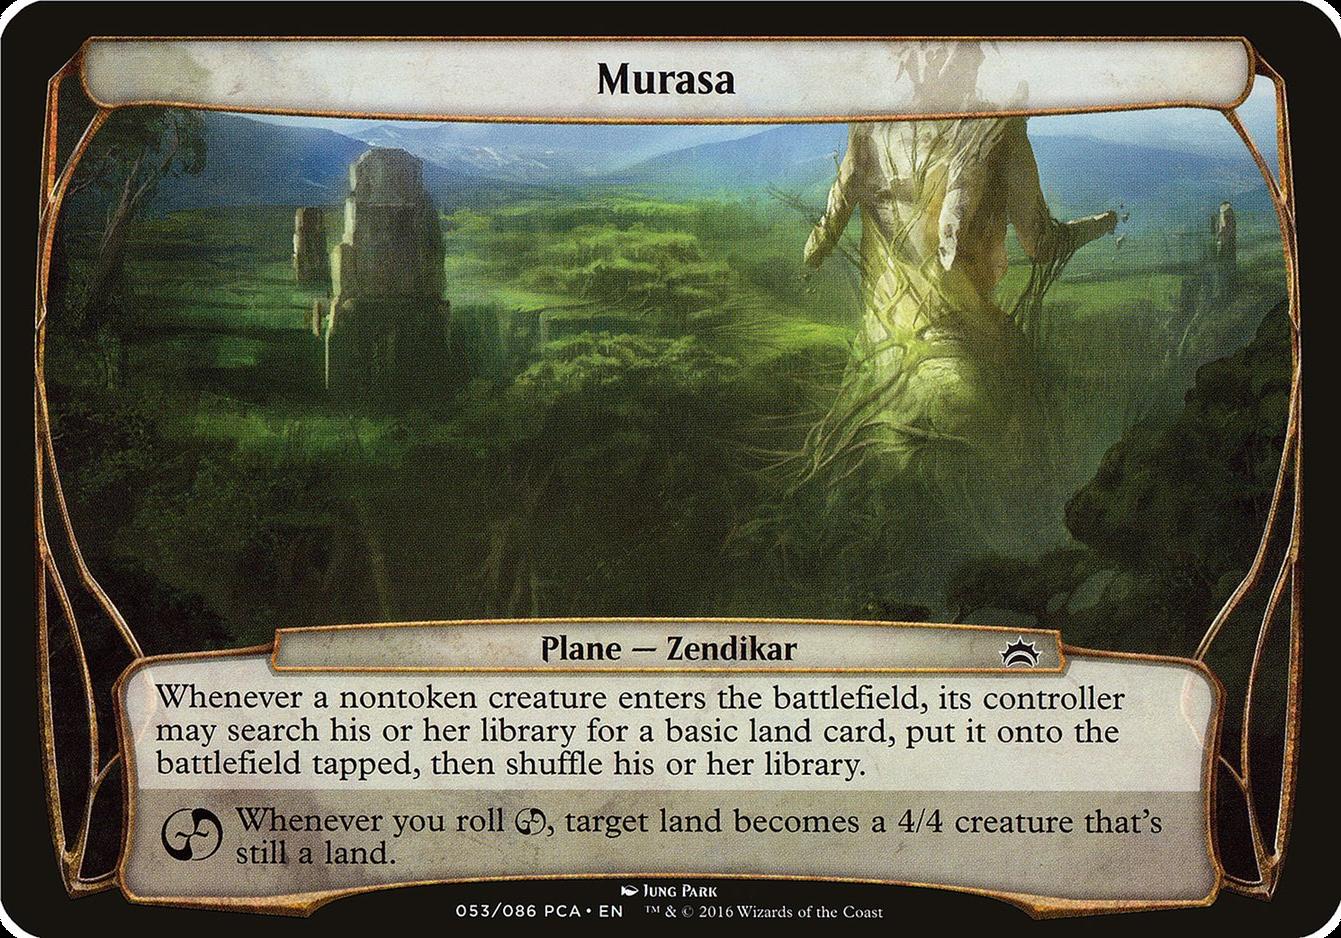 Murasa
Plane — Zendikar
Whenever a nontoken creature enters the battlefield, its controller
may search his or her library for a basic land card, put it onto the
battlefield tapped, then shuffle his or her library.
Whenever you roll , target land becomes a 4/4 creature that's
still a land.
Jung Park
053/086 PCA • EN ™ & © 2016 Wizards of the Coast